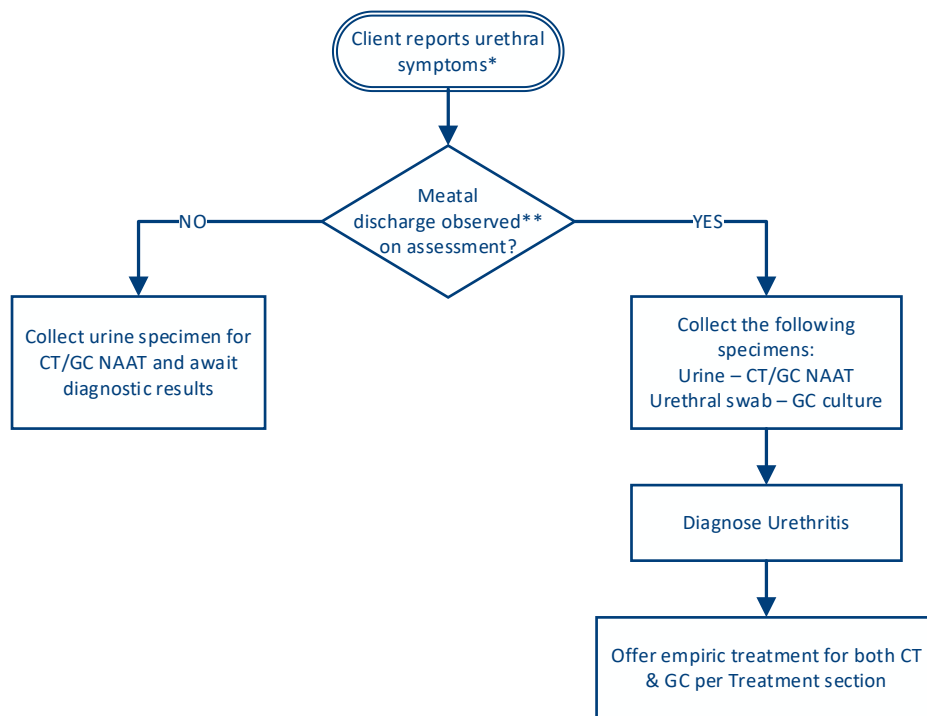 Client reports urethral
symptoms*
Meatal
discharge observed**
on assessment?
NO
YES
Collect urine specimen for
CT/GC NAAT and await
diagnostic results
Collect the following
specimens:
Urine – CT/GC NAAT
Urethral swab – GC culture
Diagnose Urethritis
Offer empiric treatment for both CT
& GC per Treatment section